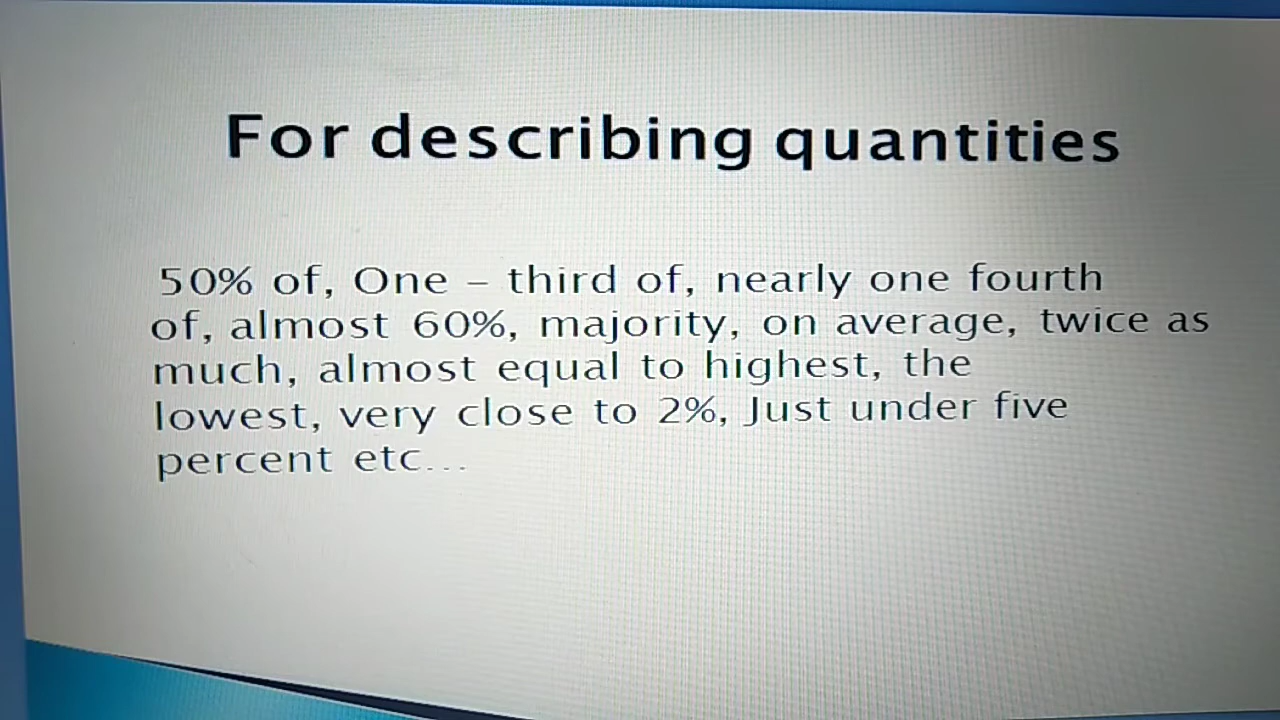 For describing quantities
50% of, One – third of, nearly one fourth
of, almost 60%, majority, on average, twice as
much, almost equal to highest, the
lowest, very close to 2%, Just under five
percent etc...